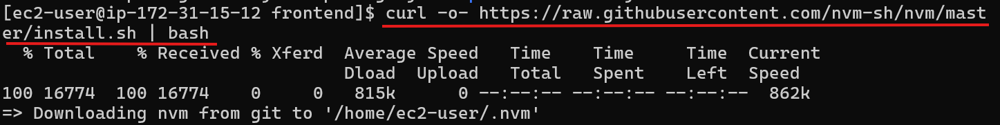 [ec2-user@ip-172-31-15-12 frontend]$ curl -o- https://raw.githubusercontent.com/nvm-sh/nvm/mast
er/install.sh | bash
  % Total    % Received % Xferd  Average Speed   Time    Time     Time  Current
                                 Dload  Upload   Total   Spent    Left  Speed
100 16774  100 16774    0     0   815k      0 --:--:-- --:--:-- --:--:--  862k
=> Downloading nvm from git to '/home/ec2-user/.nvm'